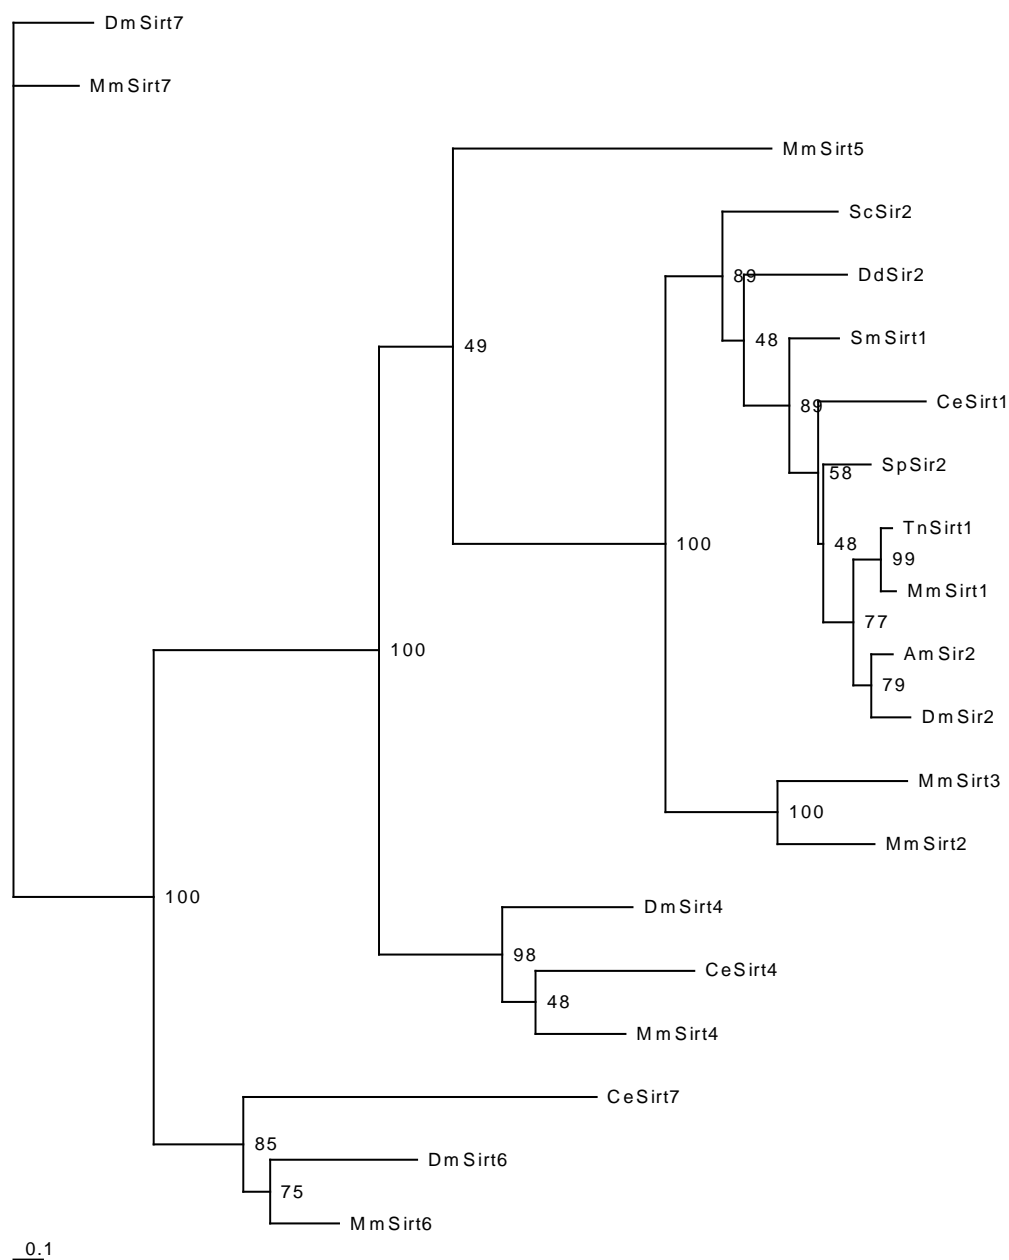 DmSirt7
MmSirt7
MmSirt5
ScSir2
89
DdSir2
48
SmSirt1
49
89
CeSirt1
58
SpSir2
TnSirt1
100
48
99
MmSirt1
77
AmSir2
100
79
DmSir2
MmSirt3
100
MmSirt2
100
DmSirt4
98
CeSirt4
48
MmSirt4
CeSirt7
85
DmSirt6
75
MmSirt6
0.1